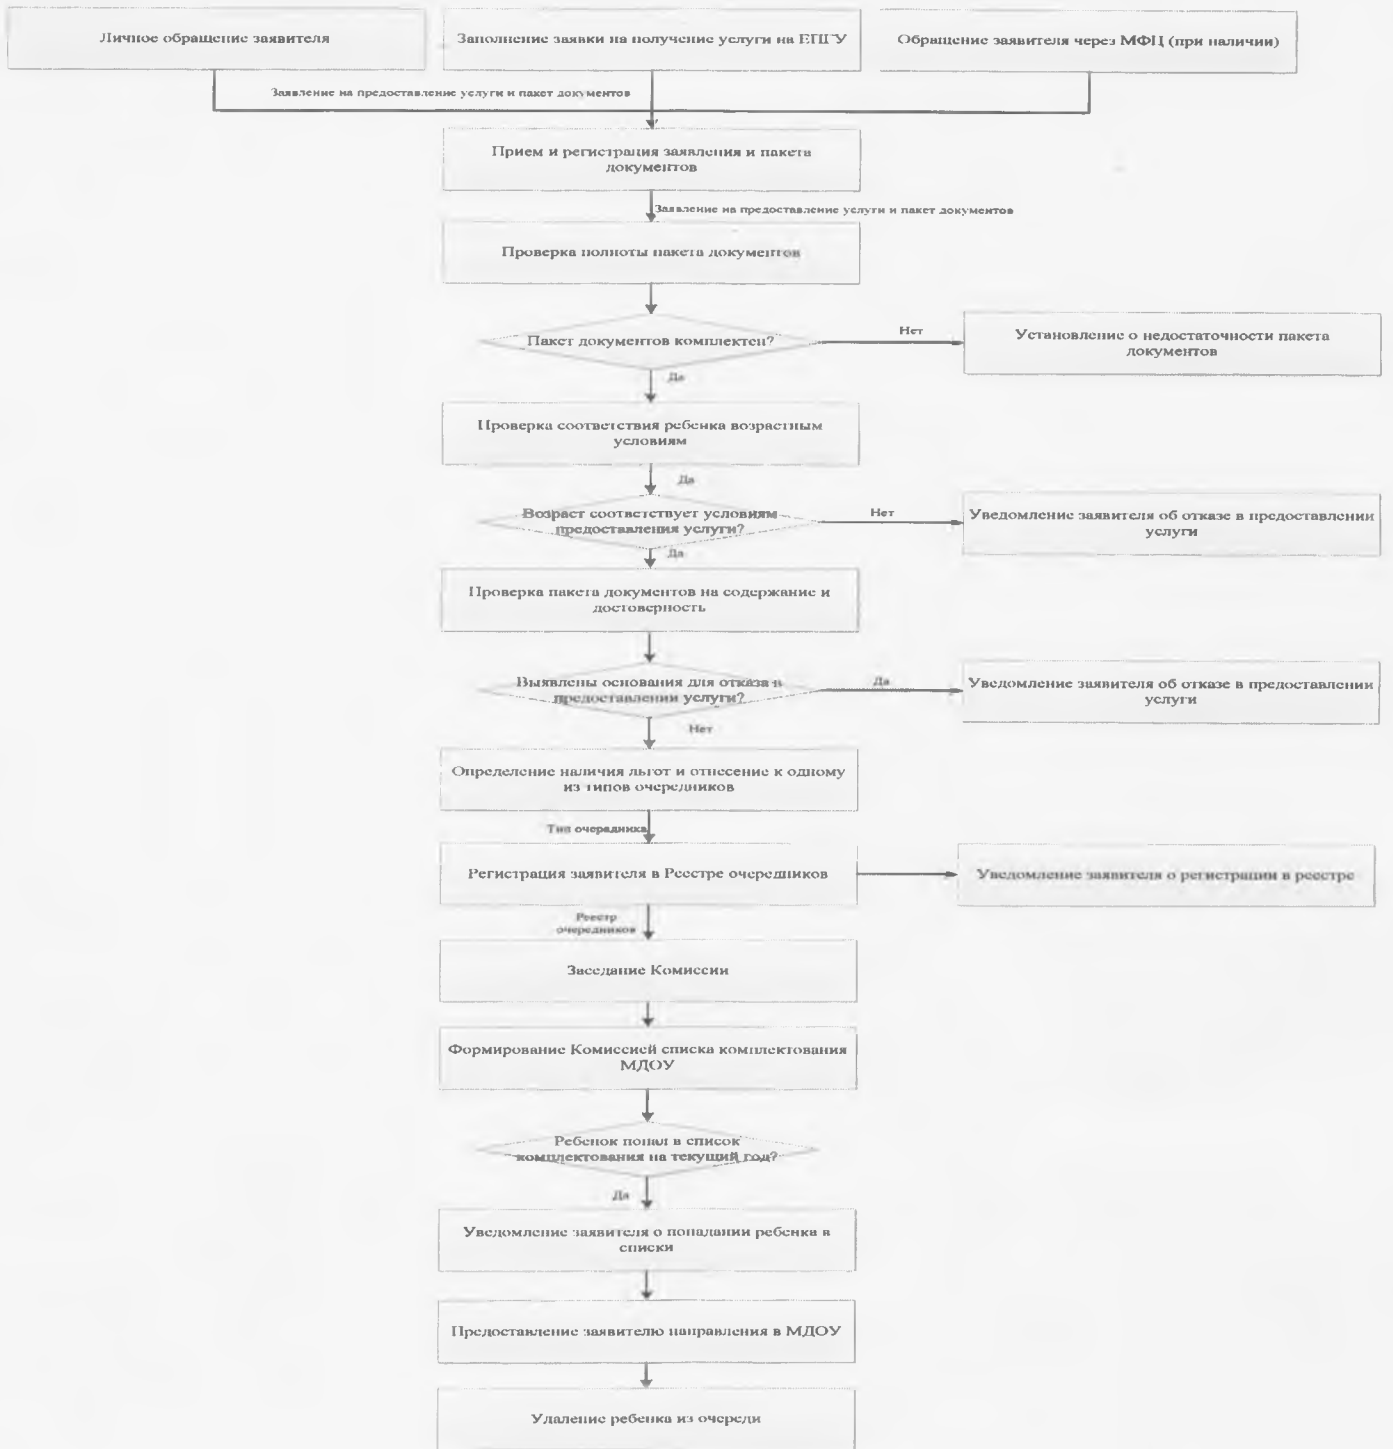 Личное обращение заявителя
Заполнение заявки на получение услуги на ЕПГУ
Обращение заявителя через МФЦ (при наличии)
Заявление на предоставление услуги и пакет документов
Прием и регистрация заявления и пакета
документов
Заявление на предоставление услуги и пакет документов
Проверка полноты пакета документов
Пакет документов комплектен?
Нет
Установление о недостаточности пакета
документов
Да
Проверка соответствия ребенка возрастным
условиям
Да
Возраст соответствует условиям
предоставления услуги?
Нет
Уведомление заявителя об отказе в предоставлении
услуги
Да
Проверка пакета документов на содержание и
достоверность
Выявлены основания для отказа в
предоставлении услуги?
Да
Уведомление заявителя об отказе в предоставлении
услуги
Нет
Определение наличия льгот и отнесение к одному
из типов очередников
Тип очередника
Регистрация заявителя в Реестре очередников
Уведомление заявителя о регистрации в реестре
Реестр
очередников
Заседание Комиссии
Формирование Комиссией списка комплектования
МДОУ
Ребенок попал в список
комплектования на текущий год?
Да
Уведомление заявителя о попадании ребенка в
списки
Предоставление заявителю направления в МДОУ
Удаление ребенка из очереди